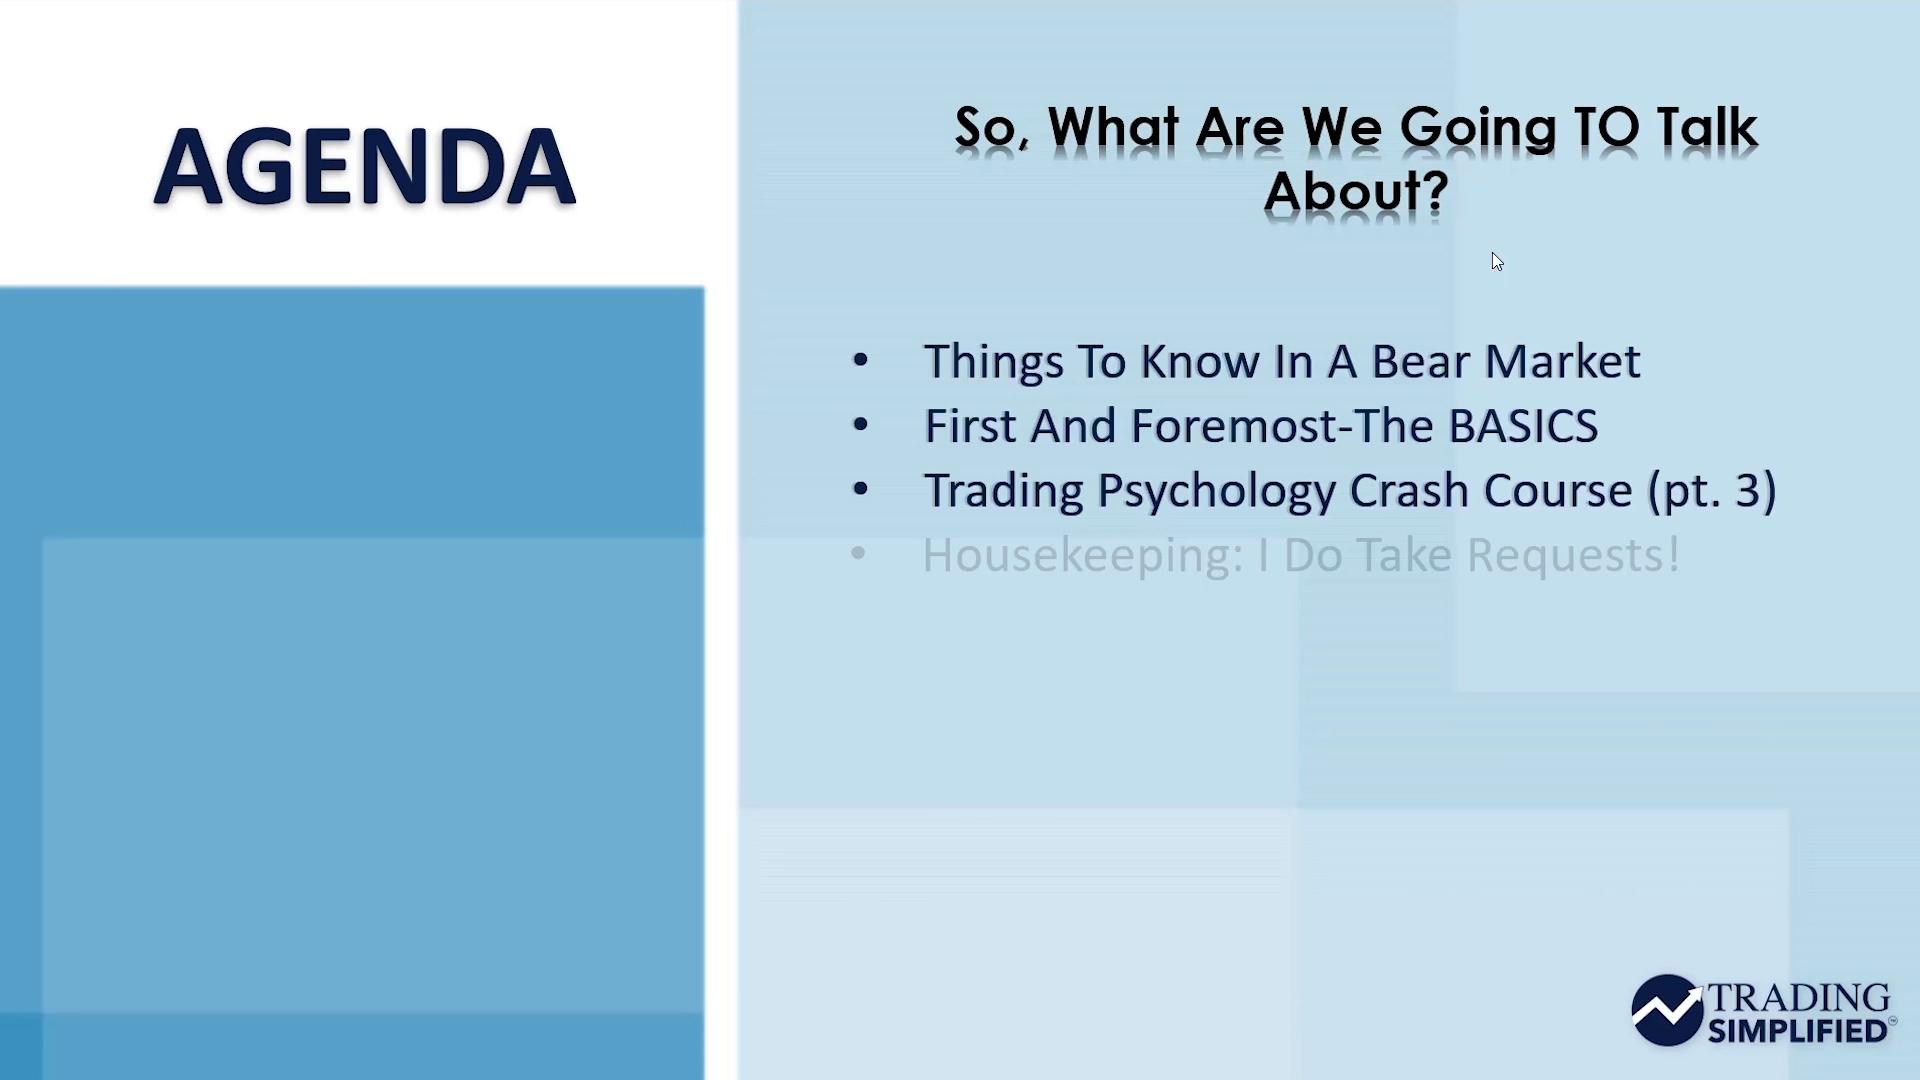 AGENDA
So, What Are We Going TO Talk
About?
• Things To Know In A Bear Market
• First And Foremost-The BASICS
• Trading Psychology Crash Course (pt. 3)
• Housekeeping: I Do Take Requests!
TRADING
SIMPLIFIED™